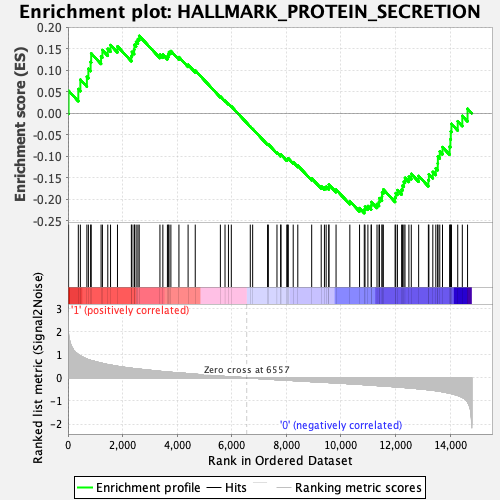 Enrichment plot: HALLMARK_PROTEIN_SECRETION
Enrichment score (ES)
0.20
0.15
0.10
0.05
0.00
-0.05
-0.10
-0.15
-0.20
-0.25
'1' (positively correlated)
Ranked list metric (Signal2Noise)
3
2
1
0
-1
-2
Zero cross at 6557
'0' (negatively correlated)
0
2,000
4,000
6,000
8,000
10,000
12,000
14,000
Rank in Ordered Dataset
Enrichment profile
Hits
Ranking metric scores